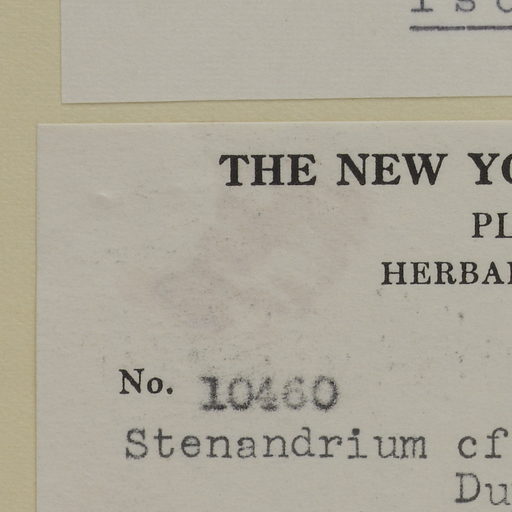 THE NEW YO
PL
HERBAR
No. 10460
Stenandrium cf
Du